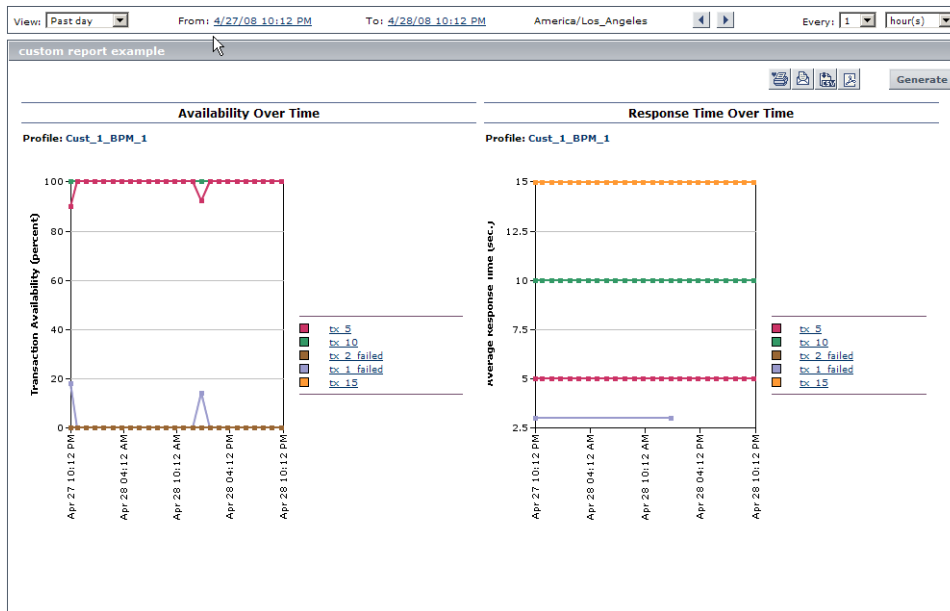 View: Past day From: 4/27/08 10:12 PM To: 4/28/08 10:12 PM America/Los_Angeles Every: 1 hour(s)
custom report example
Generate
Availability Over Time
Profile: Cust_1_BPM_1
Transaction Availability (percent)
100
80
60
40
20
0
Apr 27 10:12 PM
Apr 28 04:12 AM
Apr 28 10:12 AM
Apr 28 04:12 PM
Apr 28 10:12 PM
tx_5
tx_10
tx_2_failed
tx_1_failed
tx_15
Response Time Over Time
Profile: Cust_1_BPM_1
Average Response Time (sec.)
15
12.5
10
7.5
5
2.5
Apr 27 10:12 PM
Apr 28 04:12 AM
Apr 28 10:12 AM
Apr 28 04:12 PM
Apr 28 10:12 PM
tx_5
tx_10
tx_2_failed
tx_1_failed
tx_15